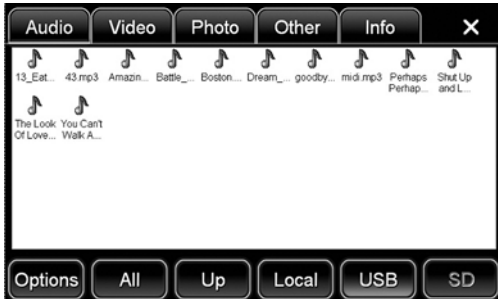 Audio Video Photo Other Info X
13_Eat... 43.mp3 Amazin... Battle_... Boston... Dream_... goodby... midi.mp3 Perhaps Shut Up
Perhap... and L...
The Look You Can't
Of Love... Walk A...
Options All Up Local USB SD